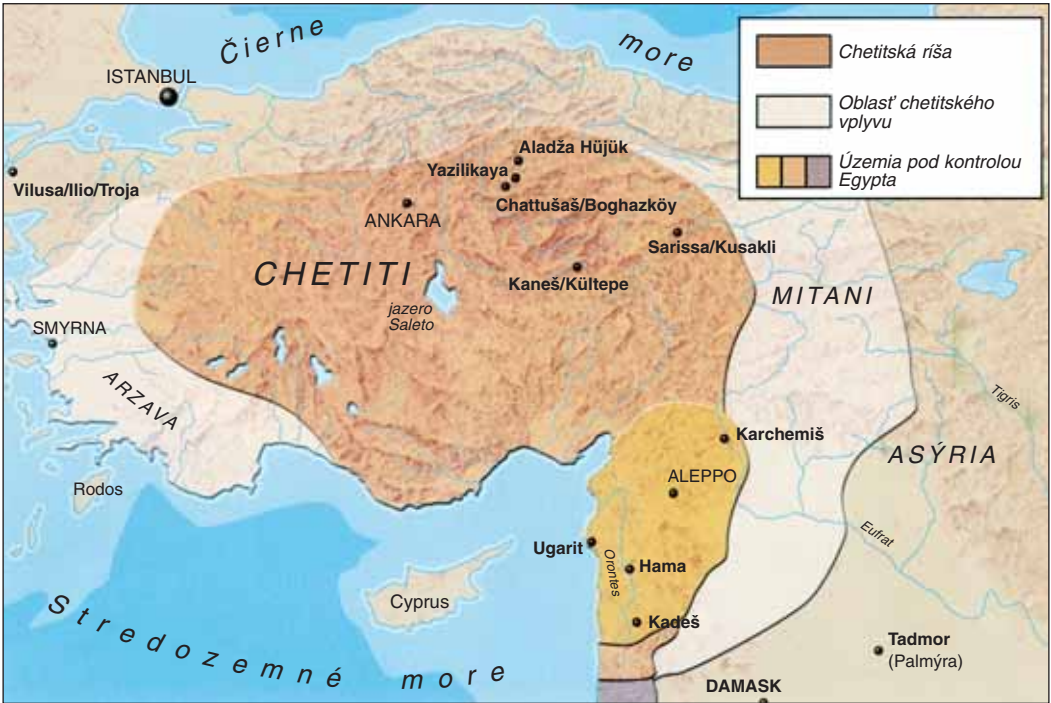 Čierne more
ISTANBUL
Chetitská ríša
Oblasť chetitského
vplyvu
Územia pod kontrolou
Egypta
Vilusa/Ilio/Troja
Aladža Hüjük
Yazilikaya
Chattušaš/Boghazköy
ANKARA
Sarissa/Kusakli
CHETITI
Kaneš/Kültepe
jazero
Saleto
MITANI
SMYRNA
ARZAVA
Tigris
Karchemiš
ASÝRIA
ALEPPO
Rodos
Eufrat
Ugarit
Orontes
Hama
Cyprus
Kadeš
Stredozemné more
Tadmor
(Palmýra)
DAMASK